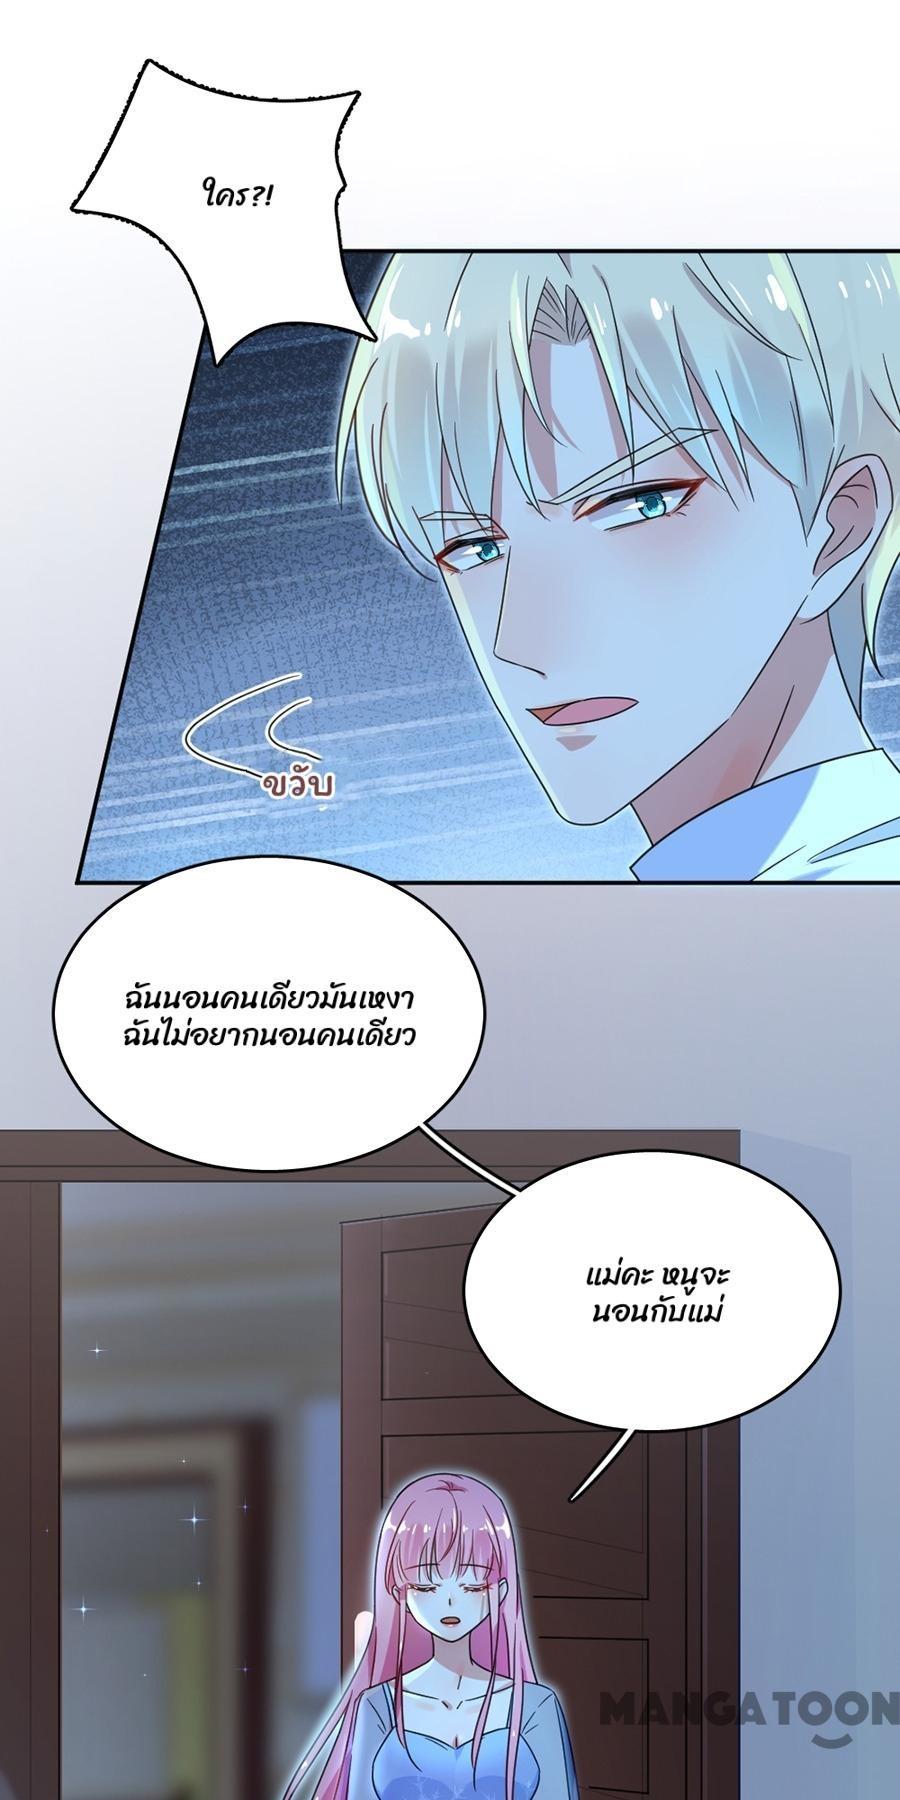 ใคร?!
ขวับ
ฉันนอนคนเดียวมันเหงา
ฉันไม่อยากนอนคนเดียว
แม่คะ หนูจะ
นอนกับแม่
MANGA TOON